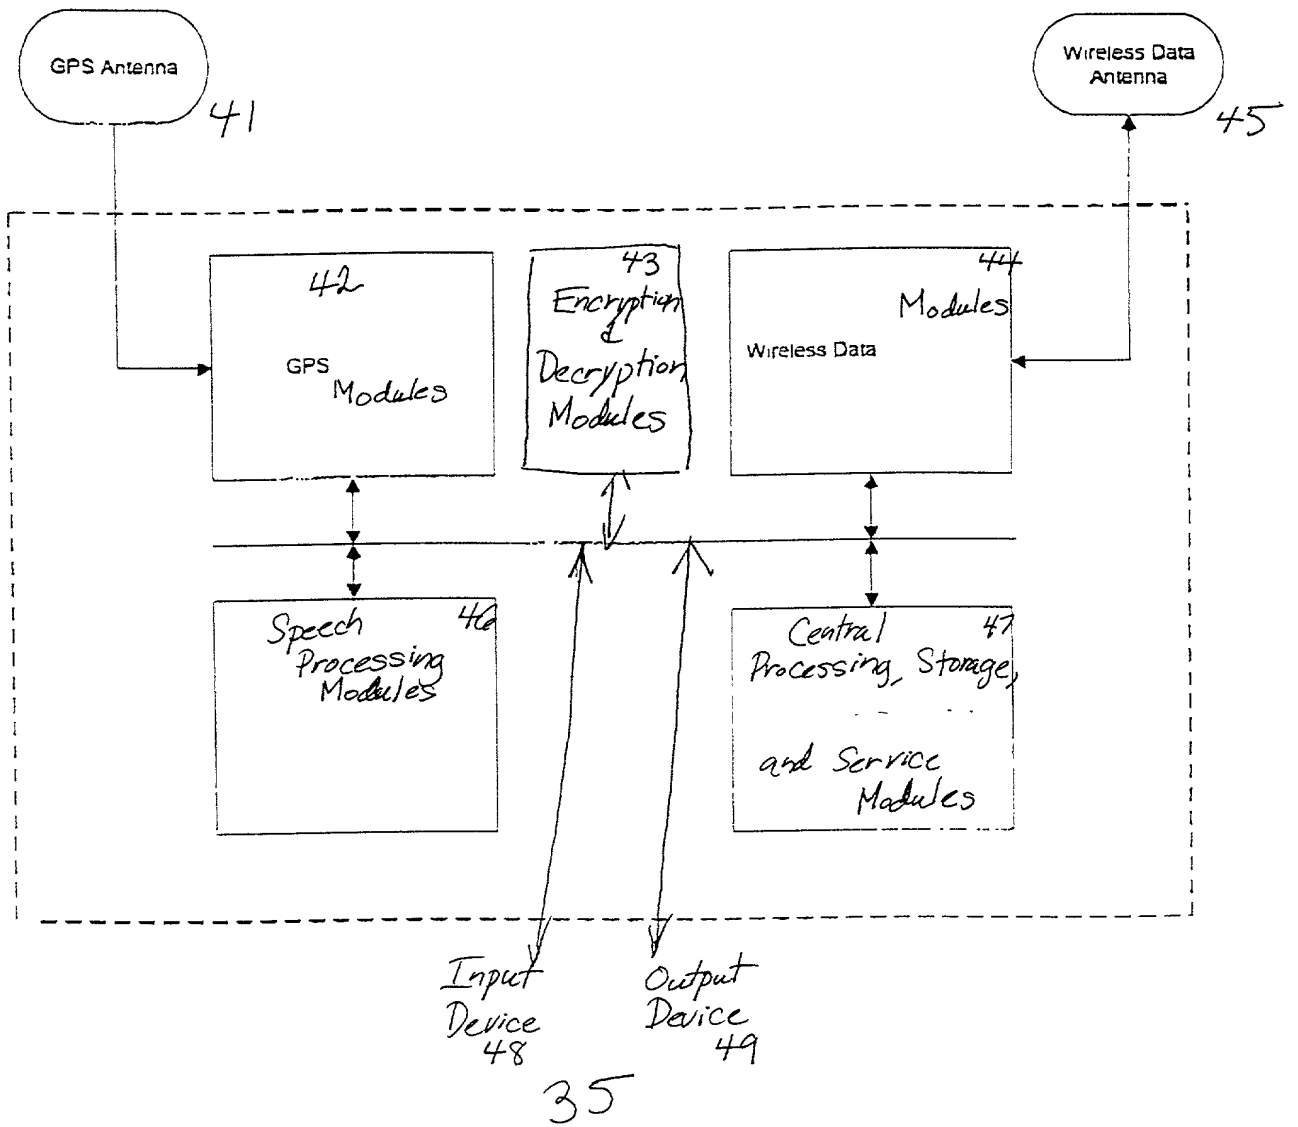 GPS Antenna
41
Wireless Data
Antenna
45
42
GPS
Modules
43
Encryption
&
Decryption
Modules
44
Modules
Wireless Data
Speech
46
Processing
Modules
Central
47
Processing, Storage,
and Service
Modules
Input
Device
48
Output
Device
49
35